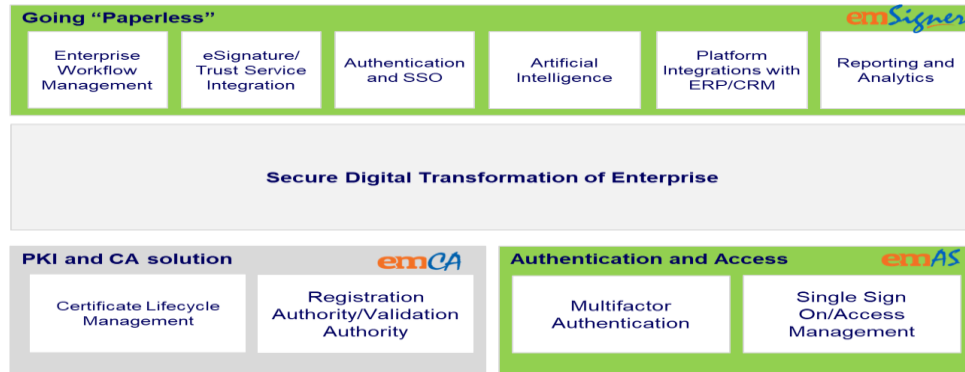 Going “Paperless”
emSigner
Enterprise
Workflow
Management
eSignature/
Trust Service
Integration
Authentication
and SSO
Artificial
Intelligence
Platform
Integrations with
ERP/CRM
Reporting and
Analytics
Secure Digital Transformation of Enterprise
PKI and CA solution
emCA
Certificate Lifecycle
Management
Registration
Authority/Validation
Authority
Authentication and Access
emAS
Multifactor
Authentication
Single Sign
On/Access
Management